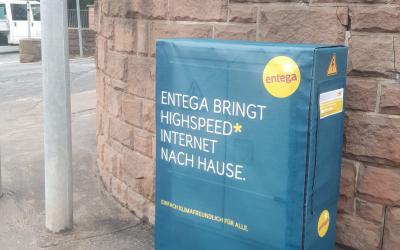 entega
ENTEGA BRINGT
HIGHSPEED*
INTERNET
NACH HAUSE.
EINFACH KLIMAFREUNDLICH FÜR ALLE.